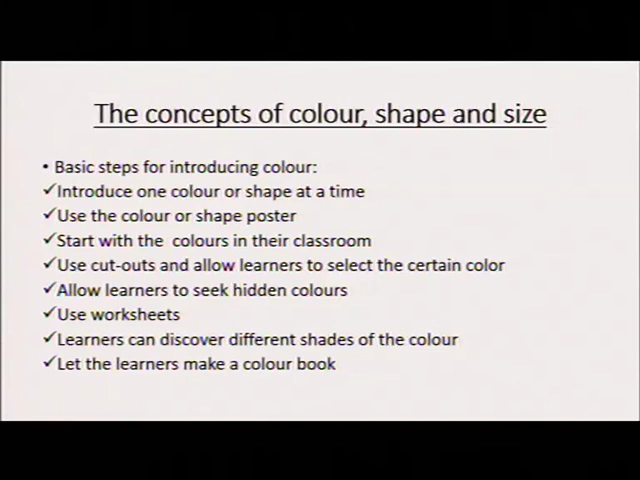 The concepts of colour, shape and size
• Basic steps for introducing colour:
✓Introduce one colour or shape at a time
✓Use the colour or shape poster
✓Start with the colours in their classroom
✓Use cut-outs and allow learners to select the certain color
✓Allow learners to seek hidden colours
✓Use worksheets
✓Learners can discover different shades of the colour
✓Let the learners make a colour book